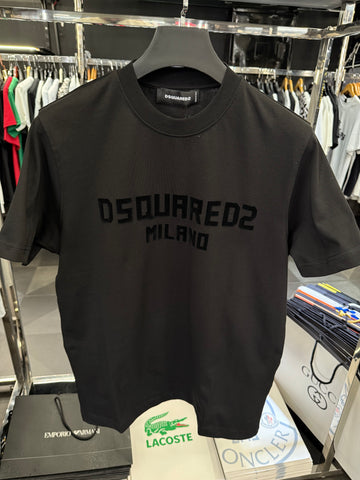 DSQUARED2
DSQUARED2
MILANO
EMPORIO ARMANI
LACOSTE
MONCLER